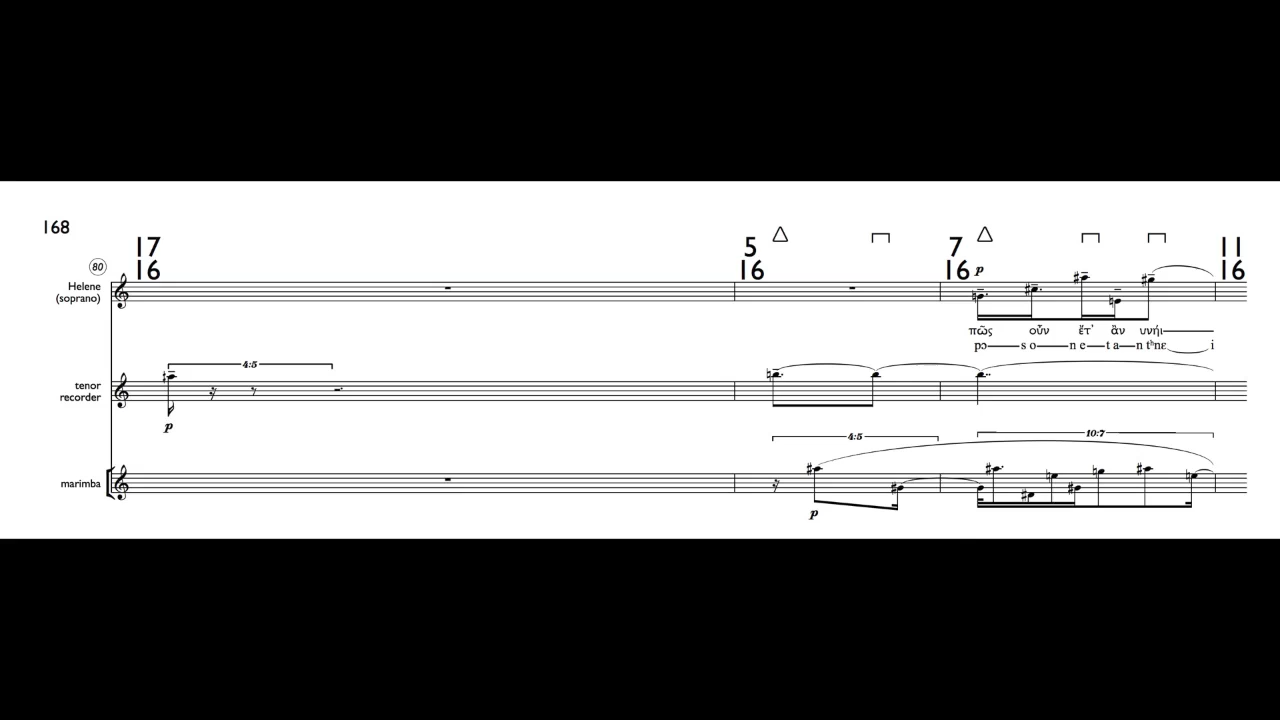 168
17 5 7 11
16 16 16 16
80
p
Helene
(soprano)
πῶς οὖν ἔτ' ἂν υνήι
pɔ s o n e t a n tʰnɛ i
4:5
tenor
recorder
p
4:5 10:7
marimba
p